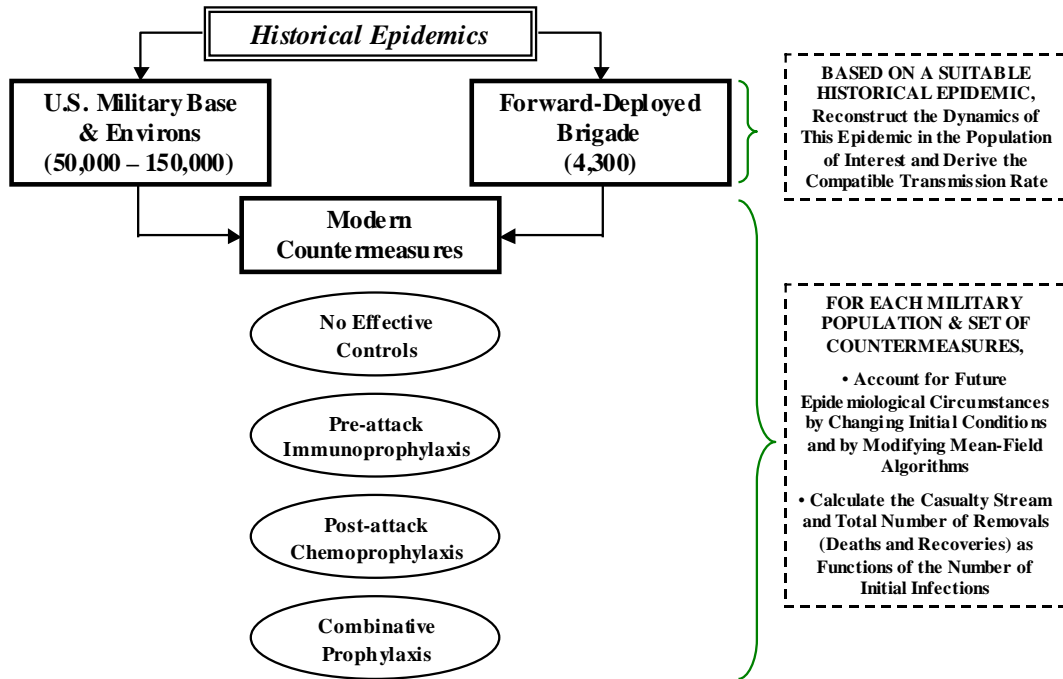 Historical Epidemics
U.S. Military Base
& Environs
(50,000 – 150,000)
Forward-Deployed
Brigade
(4,300)
BASED ON A SUITABLE
HISTORICAL EPIDEMIC,
Reconstruct the Dynamics of
This Epidemic in the Population
of Interest and Derive the
Compatible Transmission Rate
Modern
Countermeasures
No Effective
Controls
Pre-attack
Immunoprophylaxis
Post-attack
Chemoprophylaxis
Combinative
Prophylaxis
FOR EACH MILITARY
POPULATION & SET OF
COUNTERMEASURES,
• Account for Future
Epidemiological Circumstances
by Changing Initial Conditions
and by Modifying Mean-Field
Algorithms
• Calculate the Casualty Stream
and Total Number of Removals
(Deaths and Recoveries) as
Functions of the Number of
Initial Infections